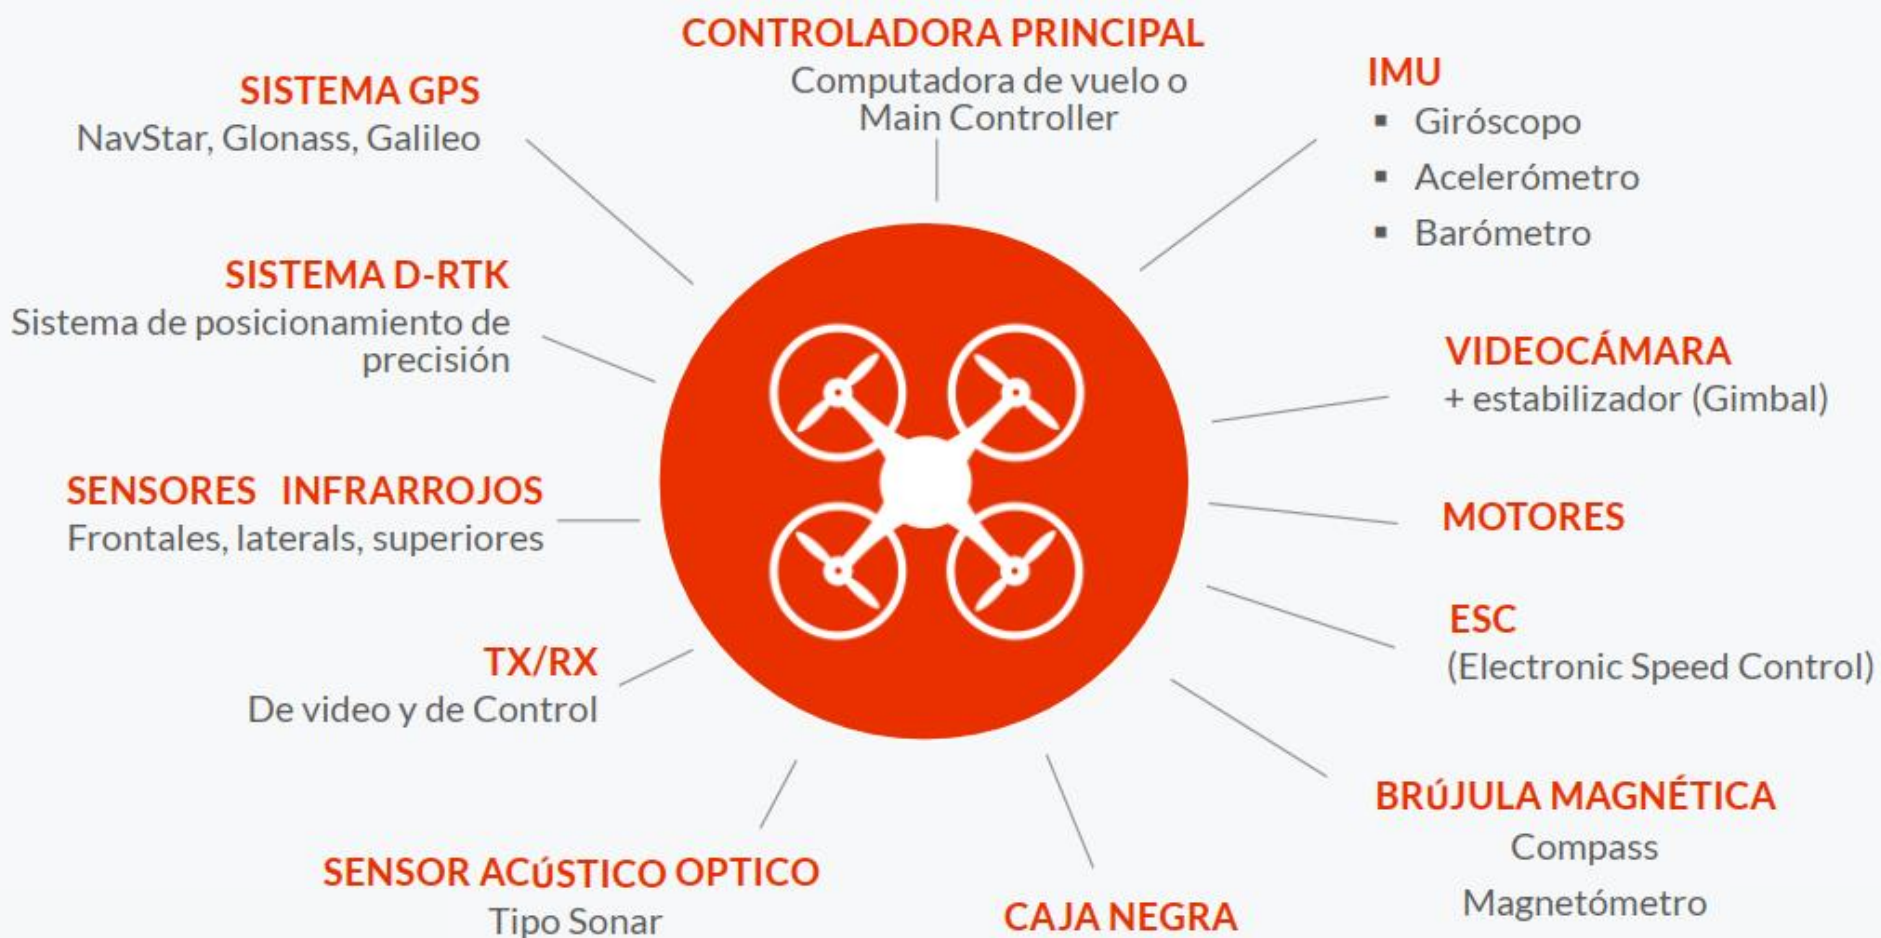 CONTROLADORA PRINCIPAL
Computadora de vuelo o
Main Controller
SISTEMA GPS
NavStar, Glonass, Galileo
SISTEMA D-RTK
Sistema de posicionamiento de
precisión
SENSORES INFRARROJOS
Frontales, laterals, superiores
TX/RX
De video y de Control
SENSOR ACÚSTICO OPTICO
Tipo Sonar
CAJA NEGRA
IMU
▪ Giróscopo
▪ Acelerómetro
▪ Barómetro
VIDEOCÁMARA
+ estabilizador (Gimbal)
MOTORES
ESC
(Electronic Speed Control)
BRÚJULA MAGNÉTICA
Compass
Magnetómetro